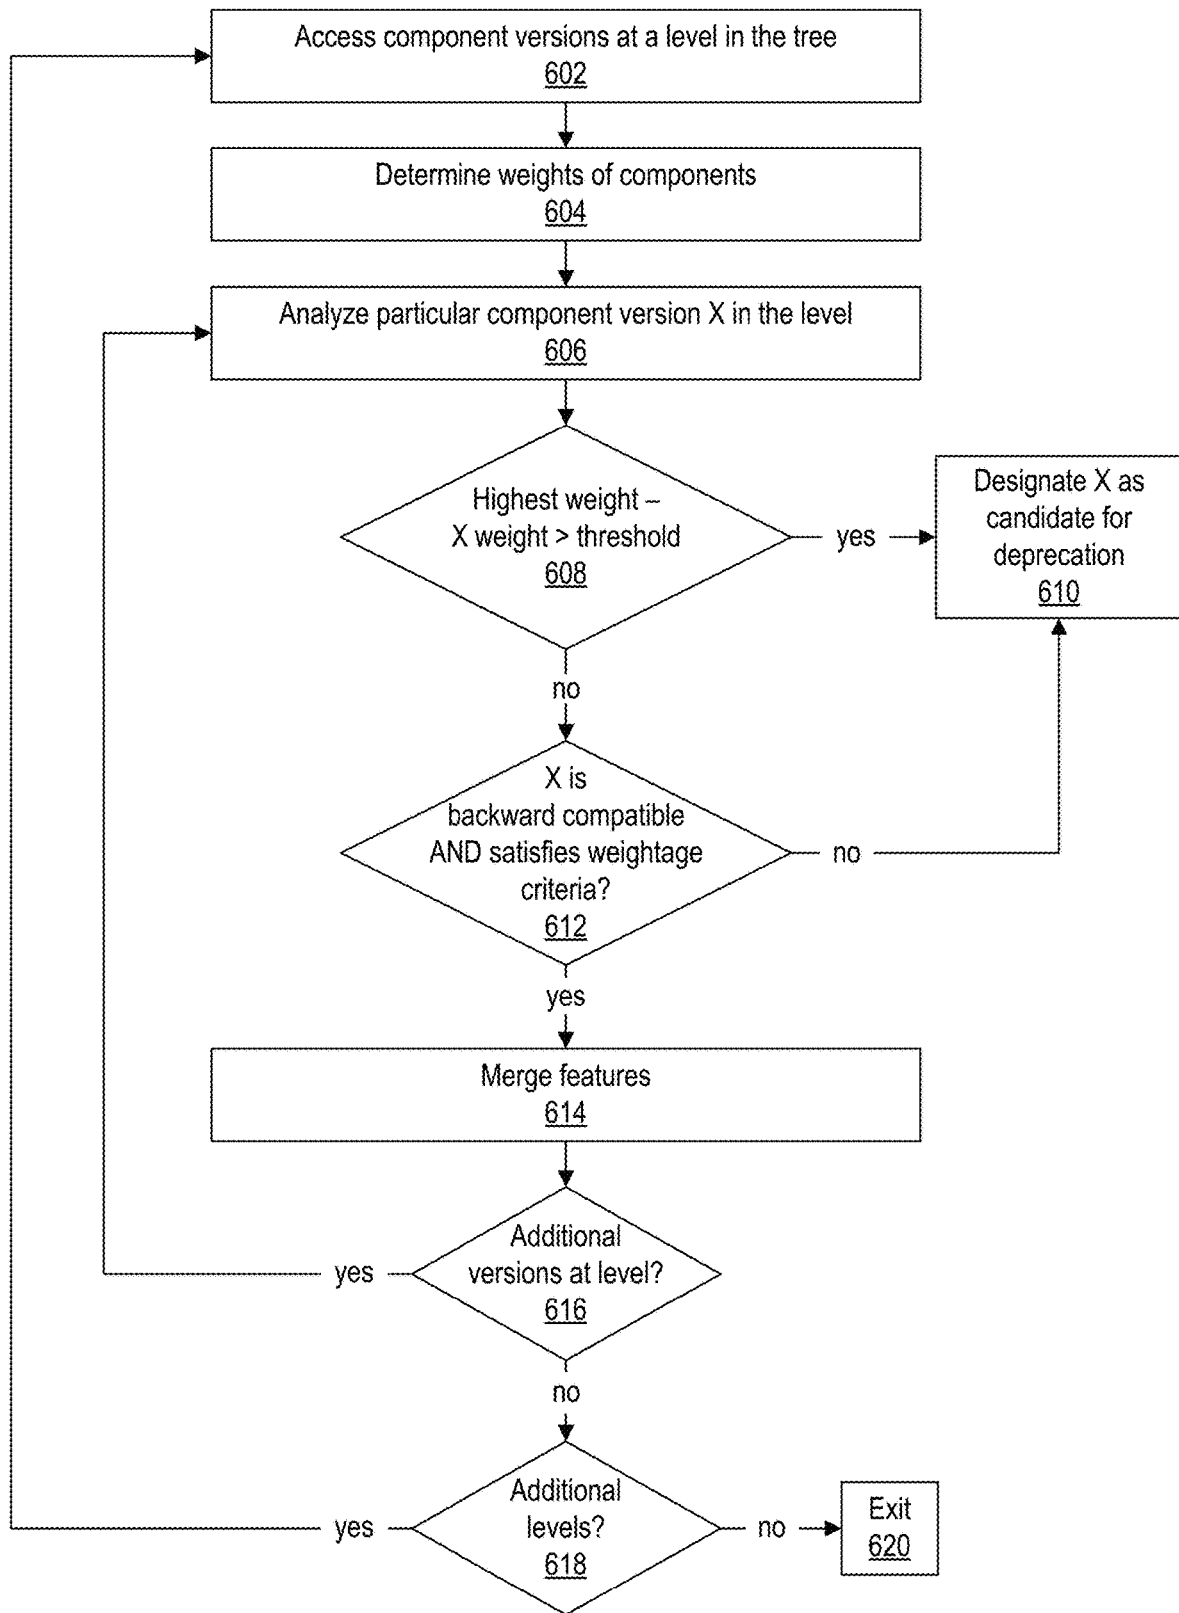 Access component versions at a level in the tree
602
Determine weights of components
604
Analyze particular component version X in the level
606
Highest weight –
X weight > threshold
608
yes
Designate X as
candidate for
deprecation
610
no
X is
backward compatible
AND satisfies weightage
criteria?
612
no
yes
Merge features
614
Additional
versions at level?
616
yes
no
Additional
levels?
618
yes
no
Exit
620